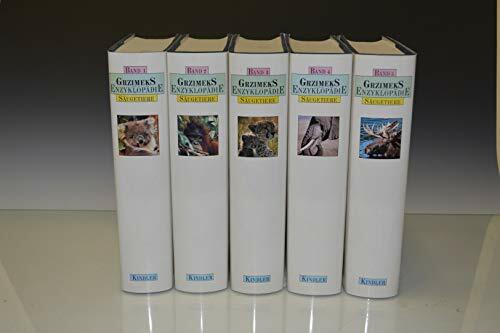 BAND 1
GRZIMEKS
ENZYKLOPÄDIE
SÄUGETIERE
KINDLER
BAND 2
GRZIMEKS
ENZYKLOPÄDIE
SÄUGETIERE
KINDLER
BAND 3
GRZIMEKS
ENZYKLOPÄDIE
SÄUGETIERE
KINDLER
BAND 4
GRZIMEKS
ENZYKLOPÄDIE
SÄUGETIERE
KINDLER
BAND 5
GRZIMEKS
ENZYKLOPÄDIE
SÄUGETIERE
KINDLER